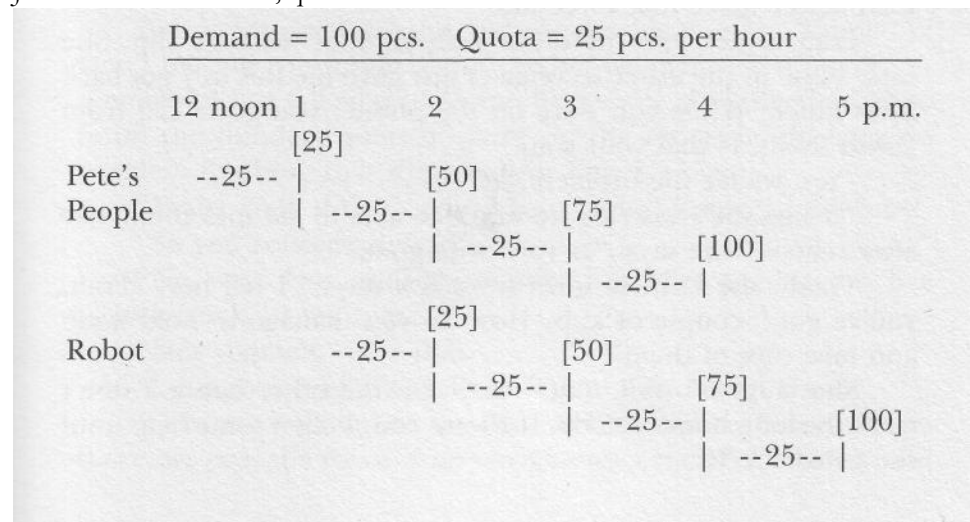 Demand = 100 pcs. Quota = 25 pcs. per hour
12 noon 1 2 3 4 5 p.m.
[25]
Pete's --25-- | [50]
People | --25-- | [75]
| --25-- | [100]
| --25-- |
[25]
Robot --25-- | [50]
| --25-- | [75]
| --25-- | [100]
| --25-- |